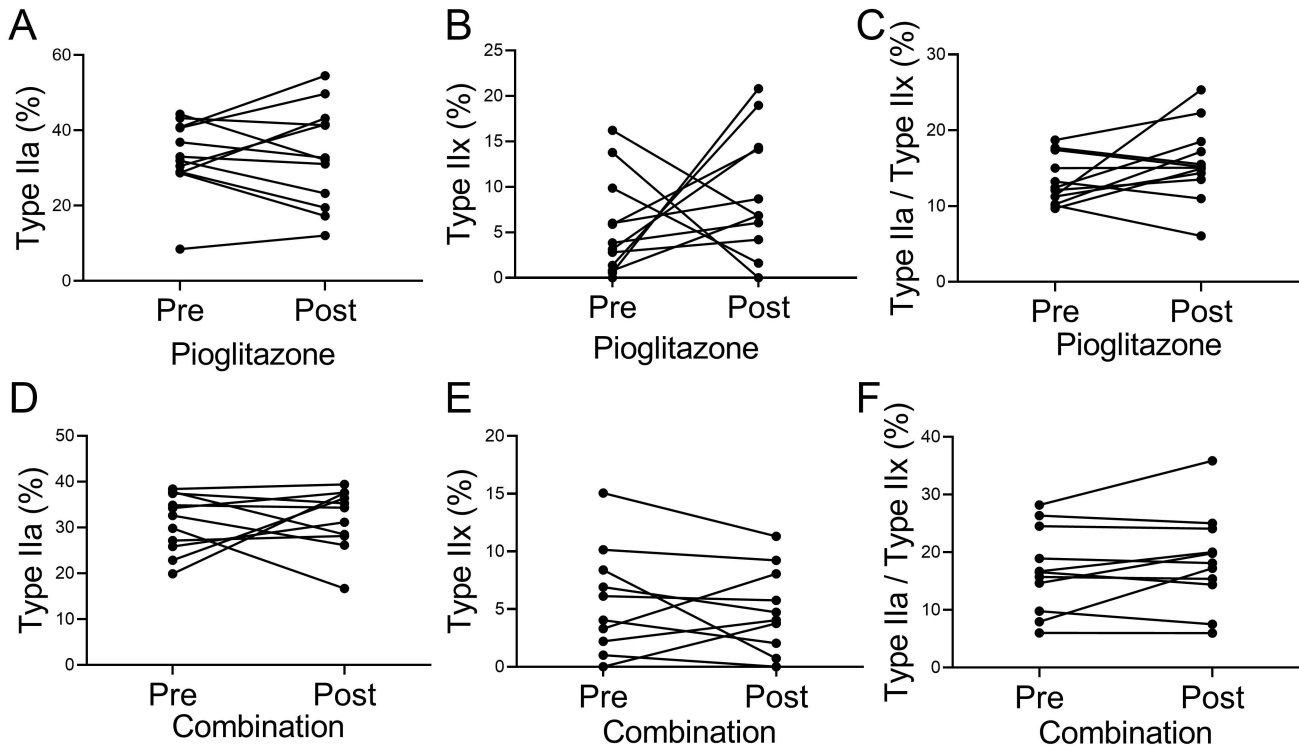 A
Type IIa (%)
60
40
20
0
Pre Post
Pioglitazone
B
Type IIx (%)
25
20
15
10
5
0
Pre Post
Pioglitazone
C
Type IIa / Type IIx (%)
30
20
10
0
Pre Post
Pioglitazone
D
Type IIa (%)
50
40
30
20
10
0
Pre Post
Combination
E
Type IIx (%)
20
15
10
5
0
Pre Post
Combination
F
Type IIa / Type IIx (%)
40
30
20
10
0
Pre Post
Combination